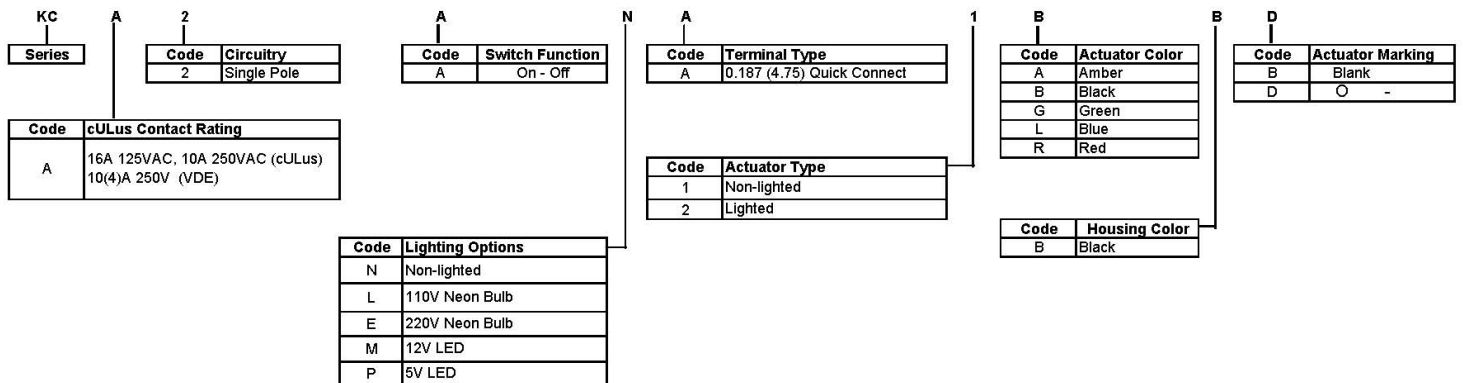 KC A 2 A N A 1 B B D
Series
Code Circuitry
2 Single Pole
Code Switch Function
A On - Off
Code Terminal Type
A 0.187 (4.75) Quick Connect
Code Actuator Color
A Amber
B Black
G Green
L Blue
R Red
Code Actuator Marking
B Blank
D O -
Code cULus Contact Rating
A 16A 125VAC, 10A 250VAC (cULus)
10(4)A 250V (VDE)
Code Actuator Type
1 Non-lighted
2 Lighted
Code Housing Color
B Black
Code Lighting Options
N Non-lighted
L 110V Neon Bulb
E 220V Neon Bulb
M 12V LED
P 5V LED